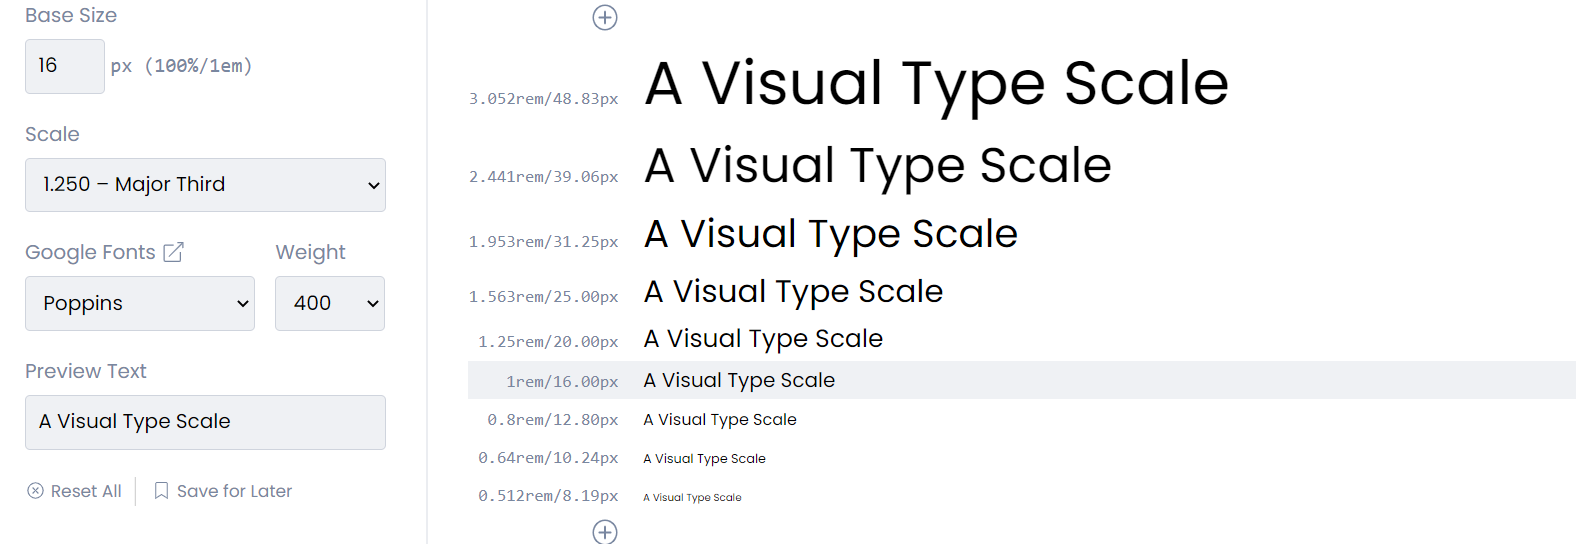 Base Size
16 px (100%/1em)
Scale
1.250 – Major Third
Google Fonts Weight
Poppins 400
Preview Text
A Visual Type Scale
Reset All Save for Later
3.052rem/48.83px A Visual Type Scale
2.441rem/39.06px A Visual Type Scale
1.953rem/31.25px A Visual Type Scale
1.563rem/25.00px A Visual Type Scale
1.25rem/20.00px A Visual Type Scale
1rem/16.00px A Visual Type Scale
0.8rem/12.80px A Visual Type Scale
0.64rem/10.24px A Visual Type Scale
0.512rem/8.19px A Visual Type Scale